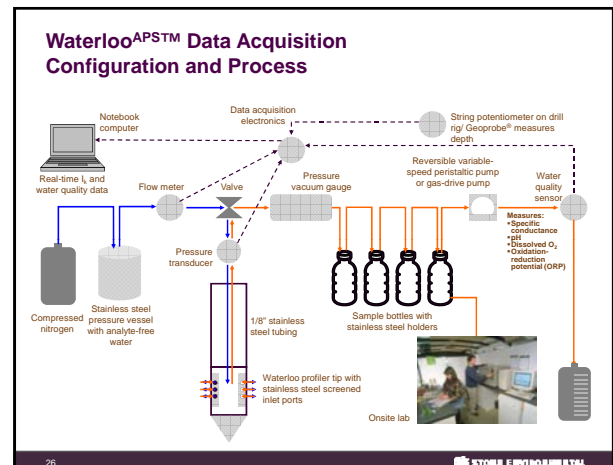 Waterloo^APS™ Data Acquisition
Configuration and Process
Notebook
computer
Data acquisition
electronics
String potentiometer on drill
rig/ Geoprobe® measures
depth
Real-time Iₖ and
water quality data
Flow meter
Valve
Pressure
vacuum gauge
Reversible variable-
speed peristaltic pump
or gas-drive pump
Water
quality
sensor
Measures:
•Specific
conductance
•pH
•Dissolved O₂
•Oxidation-
reduction
potential (ORP)
Pressure
transducer
Compressed
nitrogen
Stainless steel
pressure vessel
with analyte-free
water
1/8" stainless
steel tubing
Sample bottles with
stainless steel holders
Waterloo profiler tip with
stainless steel screened
inlet ports
Onsite lab
26